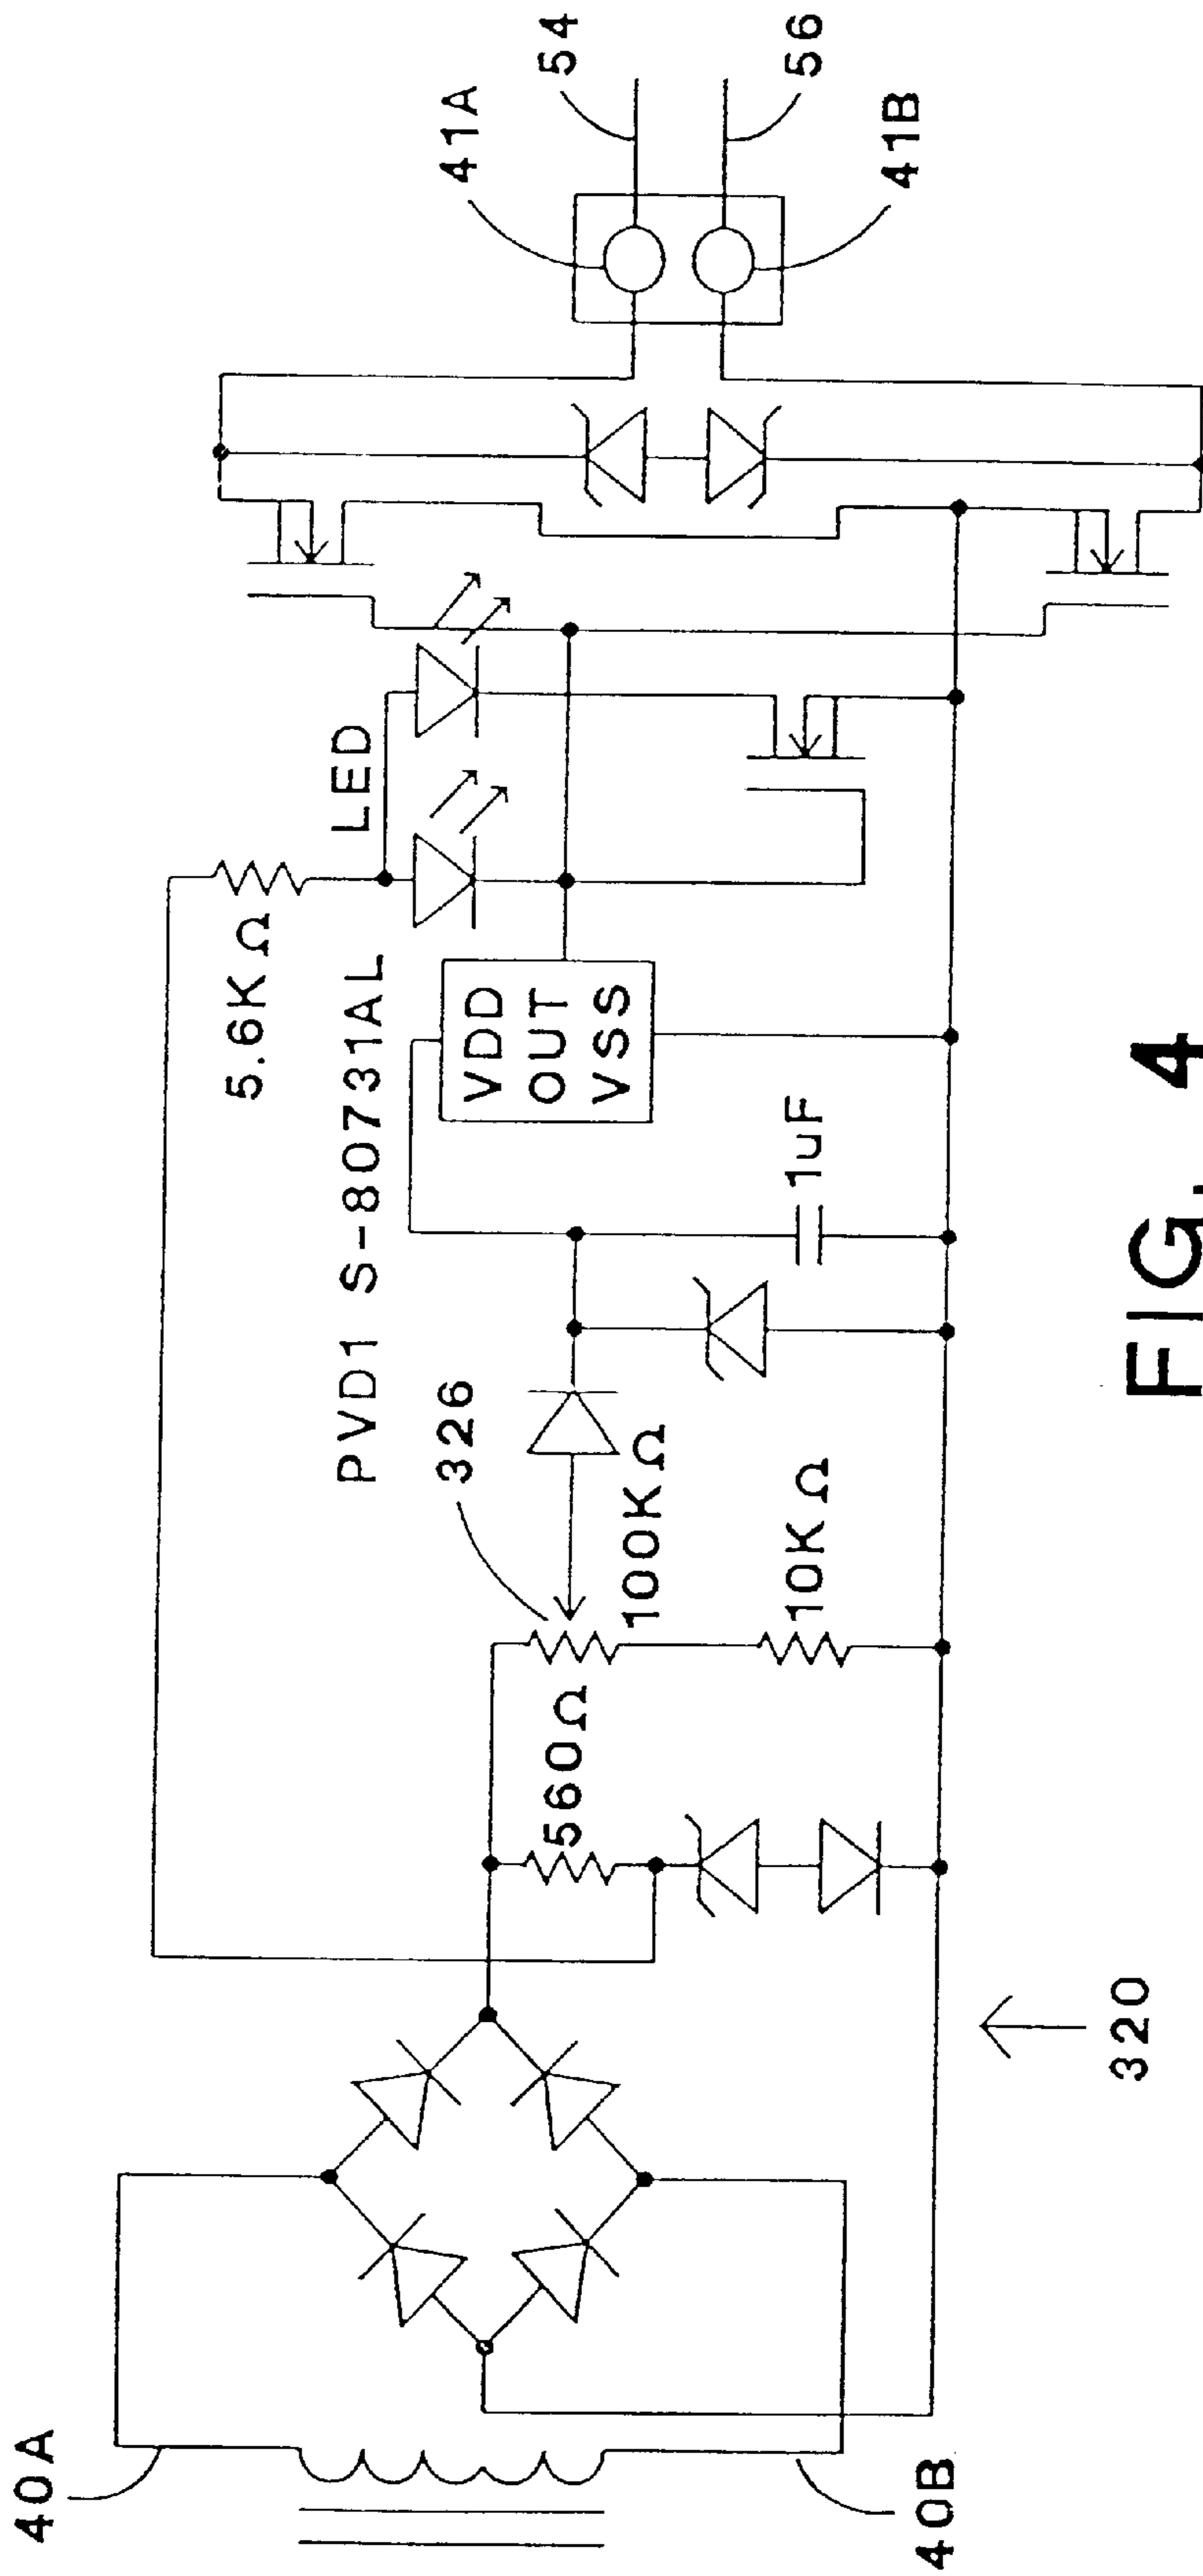 40A
40B
320
560Ω
326
100KΩ
10KΩ
PVD1 S-80731AL
1uF
VDD
OUT
VSS
5.6KΩ
LED
41A
54
56
41B
FIG. 4